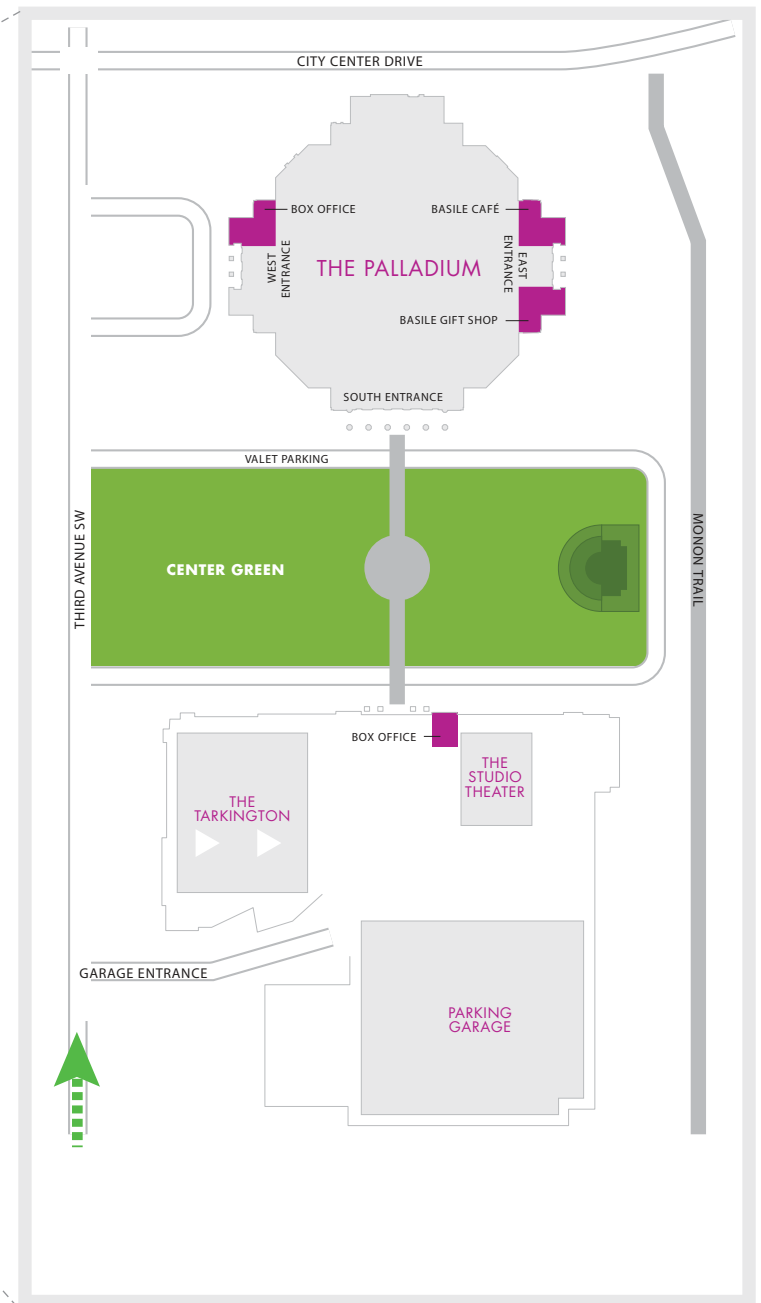 CITY CENTER DRIVE
BOX OFFICE
BASILE CAFÉ
WEST
ENTRANCE
THE PALLADIUM
EAST
ENTRANCE
BASILE GIFT SHOP
SOUTH ENTRANCE
VALET PARKING
THIRD AVENUE SW
CENTER GREEN
MONON TRAIL
BOX OFFICE
THE
STUDIO
THEATER
THE
TARKINGTON
GARAGE ENTRANCE
PARKING
GARAGE